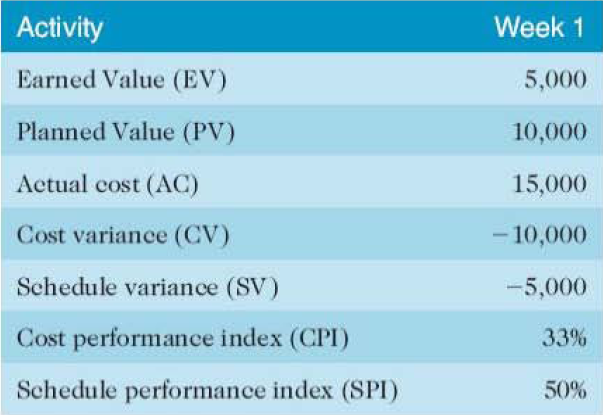 Activity Week 1
Earned Value (EV) 5,000
Planned Value (PV) 10,000
Actual cost (AC) 15,000
Cost variance (CV) −10,000
Schedule variance (SV) −5,000
Cost performance index (CPI) 33%
Schedule performance index (SPI) 50%